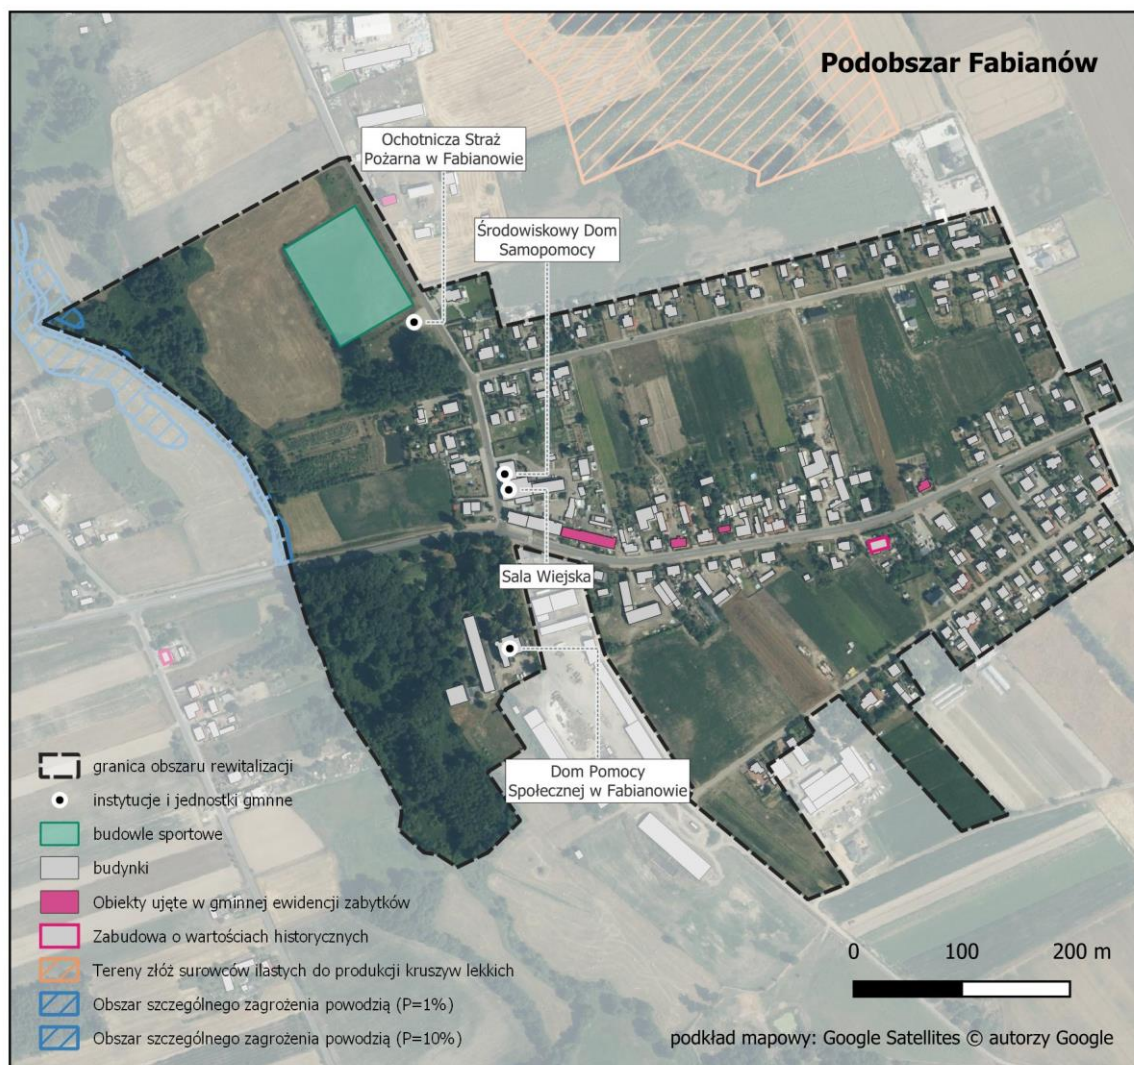 Podobszar Fabianów
Ochotnicza Straż
Pożarna w Fabianowie
Środowiskowy Dom
Samopomocy
Sala Wiejska
Dom Pomocy
Społecznej w Fabianowie
granica obszaru rewitalizacji
instytucje i jednostki gmnne
budowle sportowe
budynki
Obiekty ujęte w gminnej ewidencji zabytków
Zabudowa o wartościach historycznych
Tereny złóż surowców ilastych do produkcji kruszyw lekkich
Obszar szczególnego zagrożenia powodzią (P=1%)
Obszar szczególnego zagrożenia powodzią (P=10%)
0 100 200 m
podkład mapowy: Google Satellites © autorzy Google